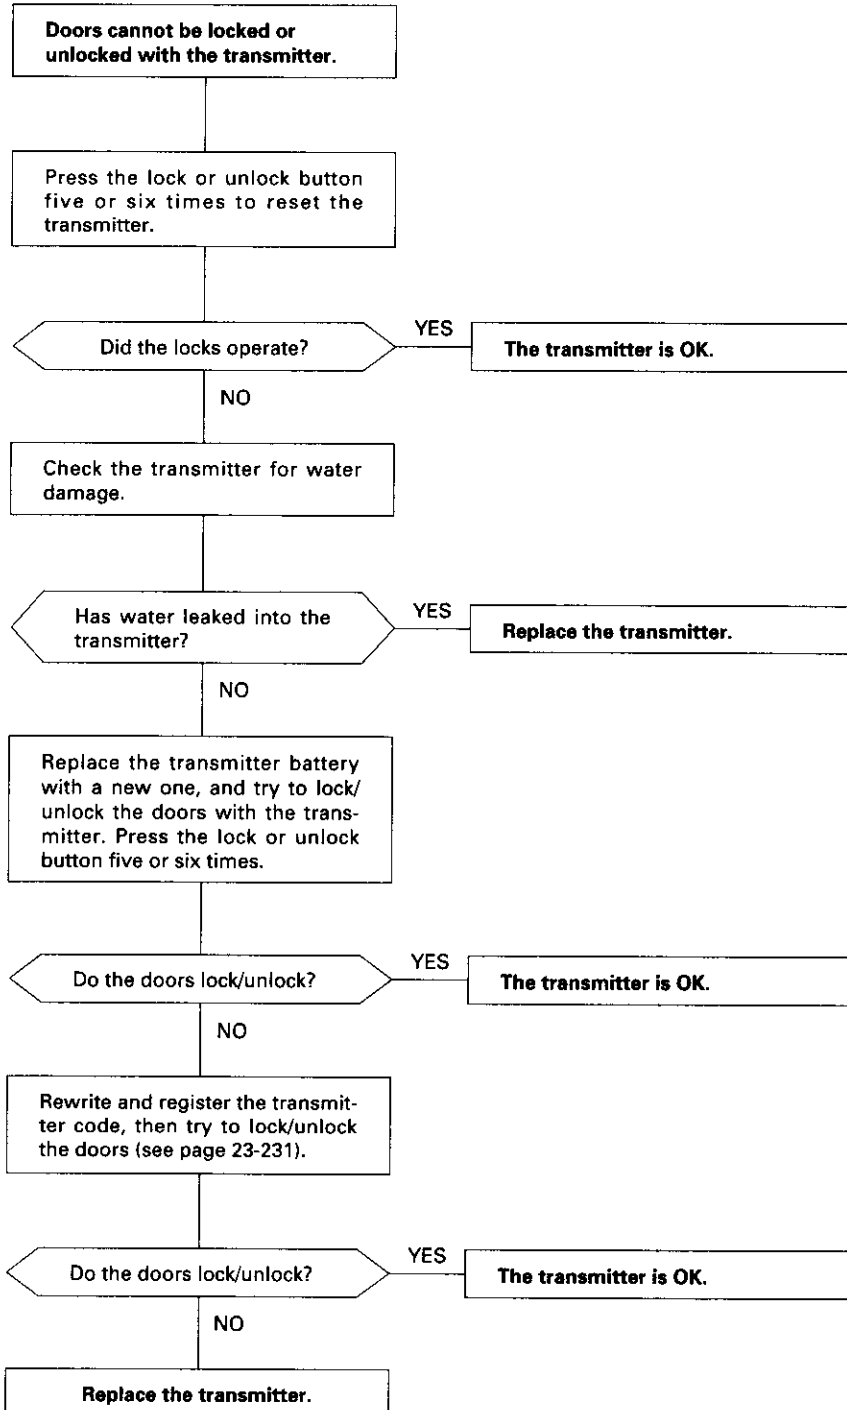 Doors cannot be locked or
unlocked with the transmitter.
Press the lock or unlock button
five or six times to reset the
transmitter.
Did the locks operate?
YES
The transmitter is OK.
NO
Check the transmitter for water
damage.
Has water leaked into the
transmitter?
YES
Replace the transmitter.
NO
Replace the transmitter battery
with a new one, and try to lock/
unlock the doors with the trans-
mitter. Press the lock or unlock
button five or six times.
Do the doors lock/unlock?
YES
The transmitter is OK.
NO
Rewrite and register the transmit-
ter code, then try to lock/unlock
the doors (see page 23-231).
Do the doors lock/unlock?
YES
The transmitter is OK.
NO
Replace the transmitter.